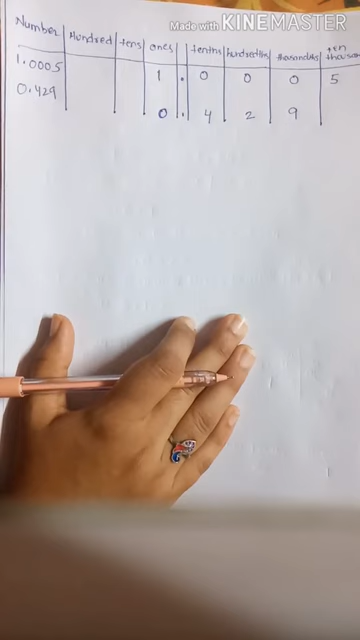 Made with KINEMASTER
Number Hundred tens ones . tenths hundredths thousandths ten thousan
1.0005 1 . 0 0 0 5
0.429 0 . 4 2 9